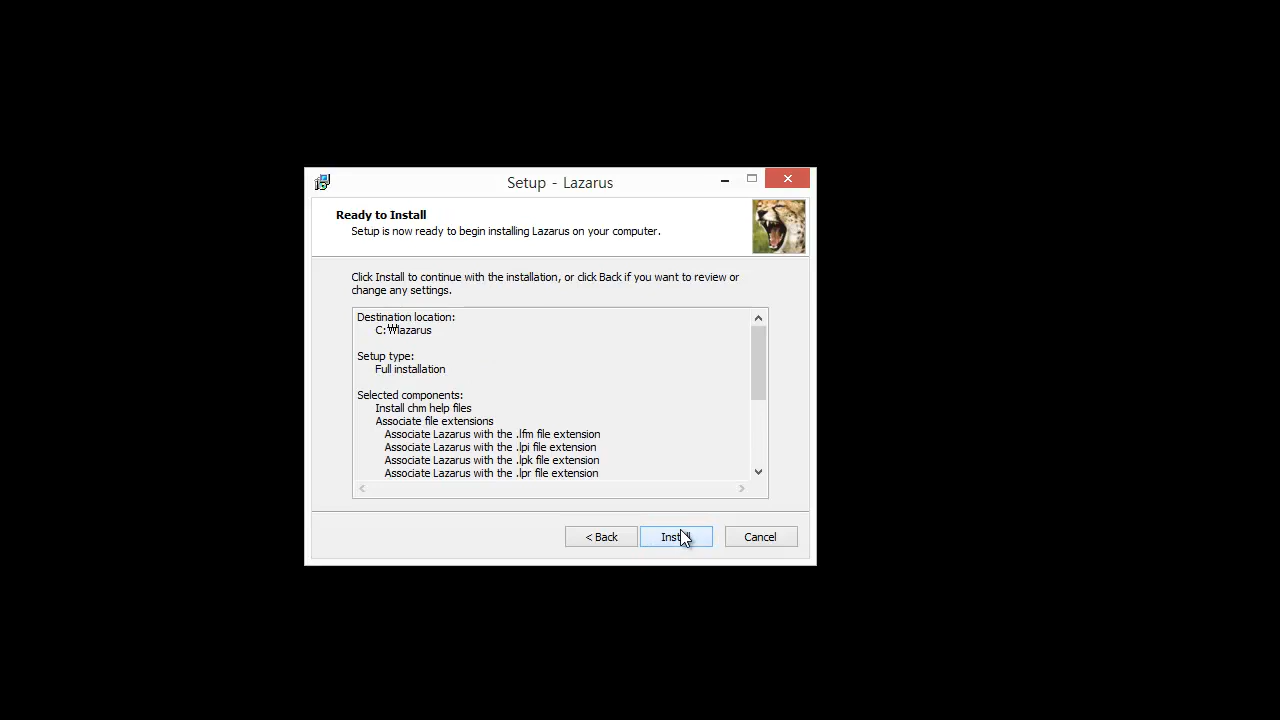 Setup - Lazarus
Ready to Install
Setup is now ready to begin installing Lazarus on your computer.
Click Install to continue with the installation, or click Back if you want to review or
change any settings.
Destination location:
C:₩lazarus
Setup type:
Full installation
Selected components:
Install chm help files
Associate file extensions
Associate Lazarus with the .lfm file extension
Associate Lazarus with the .lpi file extension
Associate Lazarus with the .lpk file extension
Associate Lazarus with the .lpr file extension
< Back
Install
Cancel